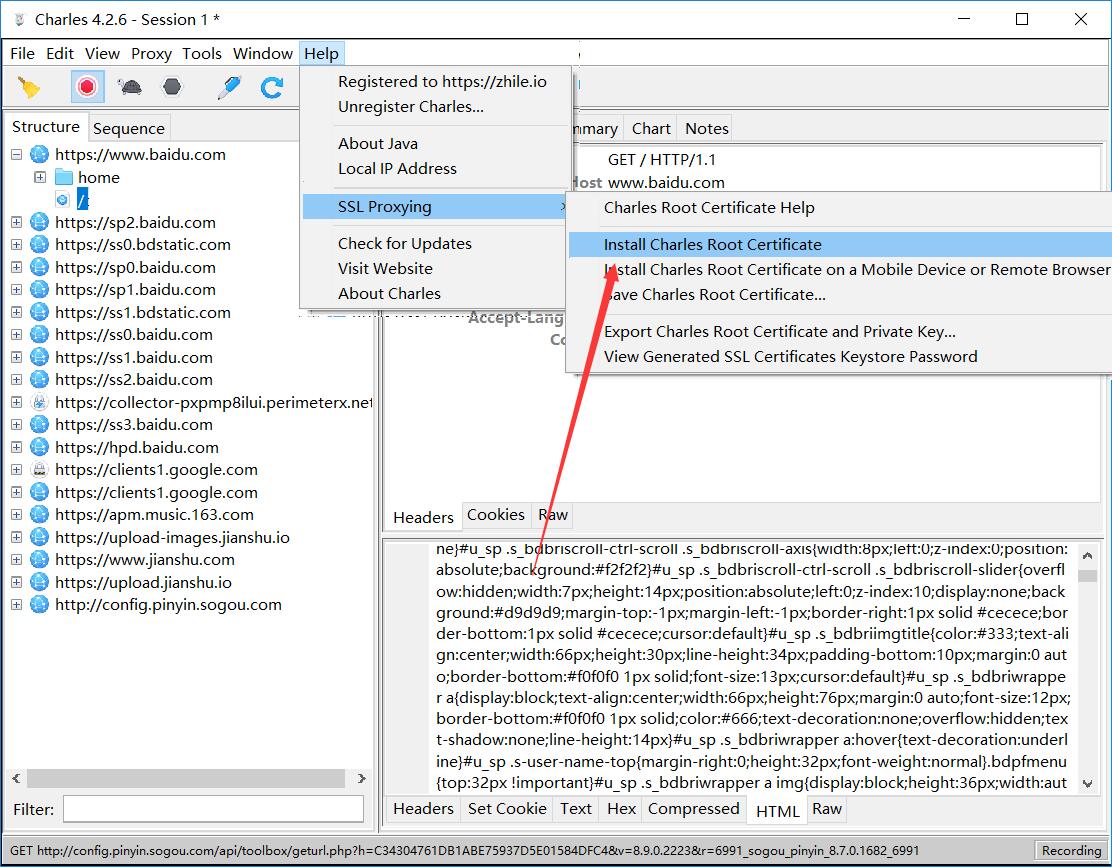 Charles 4.2.6 - Session 1 *
File Edit View Proxy Tools Window Help
Registered to https://zhile.io
Unregister Charles...
About Java
Local IP Address
SSL Proxying
Check for Updates
Visit Website
About Charles
Charles Root Certificate Help
Install Charles Root Certificate
Install Charles Root Certificate on a Mobile Device or Remote Browser
Save Charles Root Certificate...
Export Charles Root Certificate and Private Key...
View Generated SSL Certificates Keystore Password
Structure Sequence
https://www.baidu.com
home
/
https://sp2.baidu.com
https://ss0.bdstatic.com
https://sp0.baidu.com
https://sp1.baidu.com
https://ss1.bdstatic.com
https://ss0.baidu.com
https://ss1.baidu.com
https://ss2.baidu.com
https://collector-pxpmp8ilui.perimeterx.net
https://ss3.baidu.com
https://hpd.baidu.com
https://clients1.google.com
https://clients1.google.com
https://apm.music.163.com
https://upload-images.jianshu.io
https://www.jianshu.com
https://upload.jianshu.io
http://config.pinyin.sogou.com
Filter:
mmary Chart Notes
GET / HTTP/1.1
Host www.baidu.com
Accept-Lang
Co
Headers Cookies Raw
ne}#u_sp .s_bdbriscroll-ctrl-scroll .s_bdbriscroll-axis{width:8px;left:0;z-index:0;position:
absolute;background:#f2f2f2}#u_sp .s_bdbriscroll-ctrl-scroll .s_bdbriscroll-slider{overfl
ow:hidden;width:7px;height:14px;position:absolute;left:0;z-index:10;display:none;back
ground:#d9d9d9;margin-top:-1px;margin-left:-1px;border-right:1px solid #cecece;bor
der-bottom:1px solid #cecece;cursor:default}#u_sp .s_bdbriimgtitle{color:#333;text-ali
gn:center;width:66px;height:30px;line-height:34px;padding-bottom:10px;margin:0 aut
o;border-bottom:#f0f0f0 1px solid;font-size:13px;cursor:default}#u_sp .s_bdbriwrappe
r a{display:block;text-align:center;width:66px;height:76px;margin:0 auto;font-size:12px;
border-bottom:#f0f0f0 1px solid;color:#666;text-decoration:none;overflow:hidden;tex
t-shadow:none;line-height:14px}#u_sp .s_bdbriwrapper a:hover{text-decoration:underl
ine}#u_sp .s-user-name-top{margin-right:0;height:32px;font-weight:normal}.bdpfmenu
{top:32px !important}#u_sp .s_bdbriwrapper a img{display:block;height:36px;width:aut
Headers Set Cookie Text Hex Compressed HTML Raw
GET http://config.pinyin.sogou.com/api/toolbox/geturl.php?h=C34304761DB1ABE75937D5E01584DFC4&v=8.9.0.2223&r=6991_sogou_pinyin_8.7.0.1682_6991
Recording